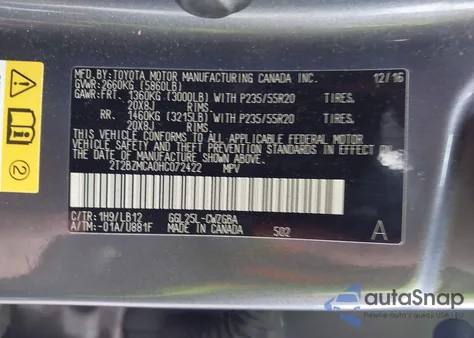 MFD. BY: TOYOTA MOTOR MANUFACTURING CANADA INC. 12/16
GVWR: 2660KG (5860LB)
GAWR: FRT. 1360KG (3000LB) WITH P235/55R20 TIRES,
20X8J RIMS,
RR. 1460KG (3215LB) WITH P235/55R20 TIRES,
20X8J RIMS,
THIS VEHICLE CONFORMS TO ALL APPLICABLE FEDERAL MOTOR
VEHICLE SAFETY AND THEFT PREVENTION STANDARDS IN EFFECT
ON THE DATE OF MANUFACTURE SHOWN ABOVE.
2T2BZMCA0HC072422 MPV
C/TR: 1H9/LB12 GGL25L-CWZGBA
A/TM: -01A/U881F MADE IN CANADA 502 A
2
2
autoSnap